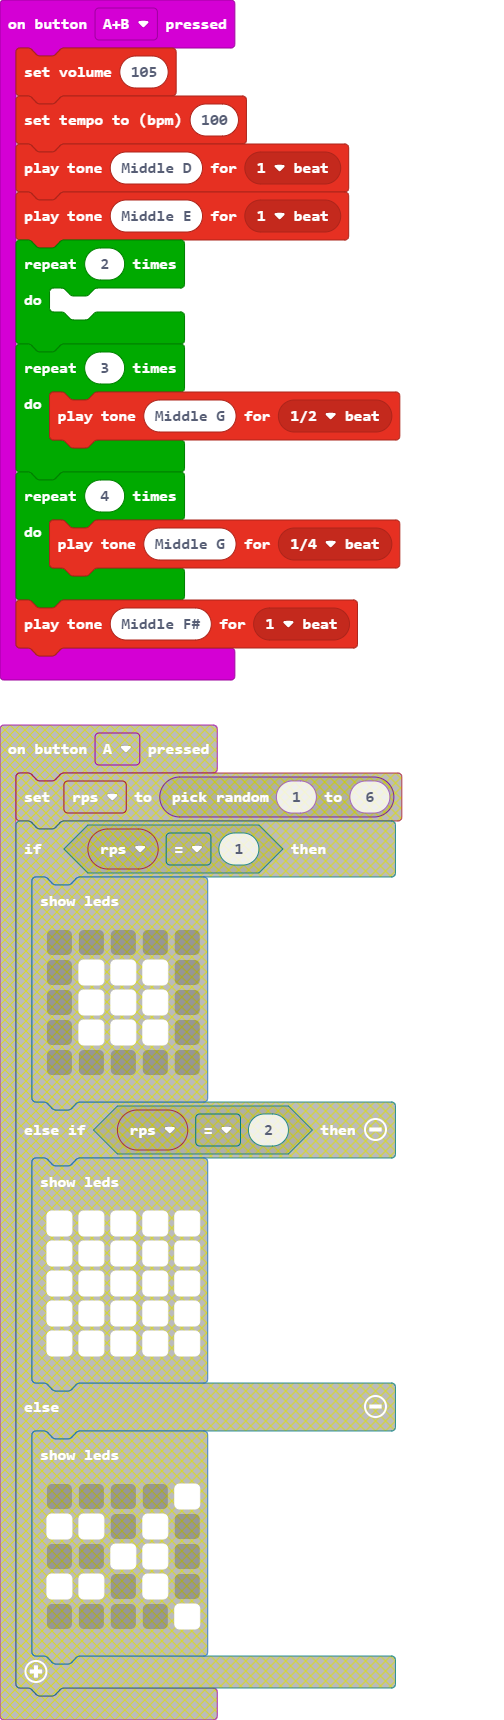 on button A+B pressed
set volume 105
set tempo to (bpm) 100
play tone Middle D for 1 beat
play tone Middle E for 1 beat
repeat 2 times
do
repeat 3 times
do play tone Middle G for 1/2 beat
repeat 4 times
do play tone Middle G for 1/4 beat
play tone Middle F# for 1 beat
on button A pressed
set rps to pick random 1 to 6
if rps = 1 then
show leds
else if rps = 2 then
show leds
else
show leds